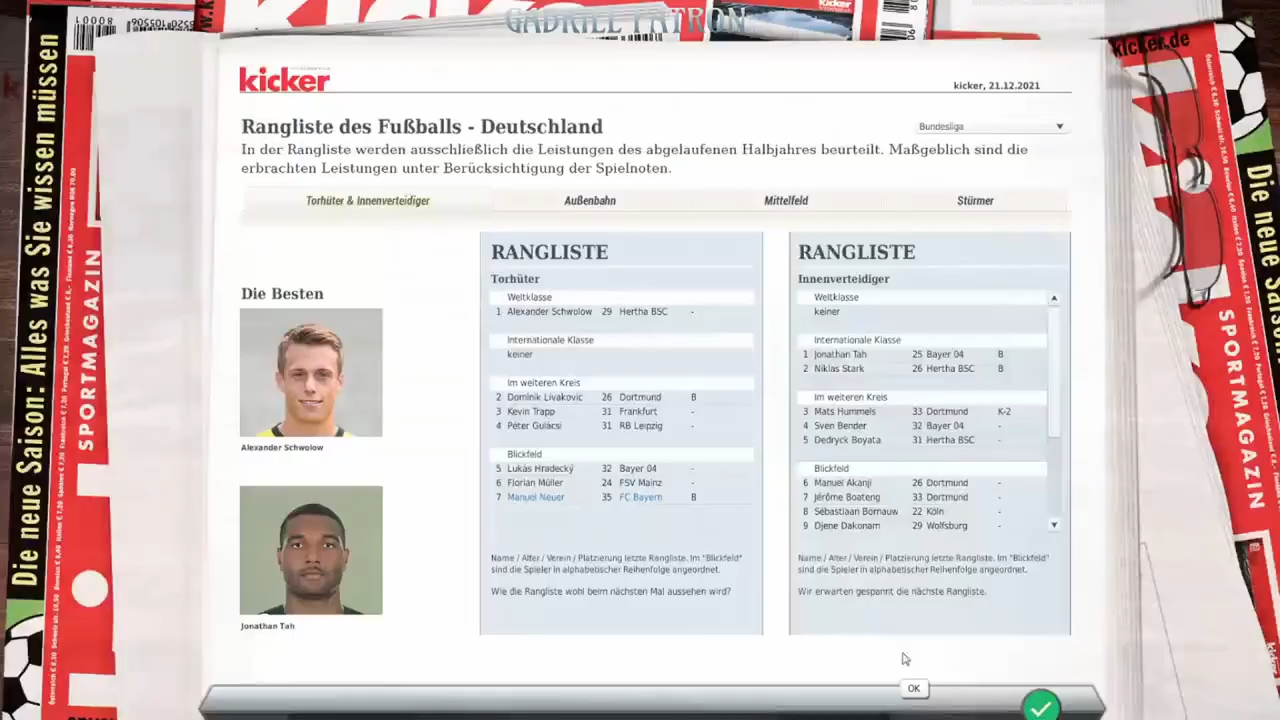 GABRIEL PATRON
kicker
kicker, 21.12.2021
Rangliste des Fußballs - Deutschland
Bundesliga
In der Rangliste werden ausschließlich die Leistungen des abgelaufenen Halbjahres beurteilt. Maßgeblich sind die
erbrachten Leistungen unter Berücksichtigung der Spielnoten.
Torhüter & Innenverteidiger
Außenbahn
Mittelfeld
Stürmer
Die Besten
Alexander Schwolow
Jonathan Tah
RANGLISTE
Torhüter
Weltklasse
1 Alexander Schwolow 29 Hertha BSC -
Internationale Klasse
keiner
Im weiteren Kreis
2 Dominik Livakovic 26 Dortmund B
3 Kevin Trapp 31 Frankfurt -
4 Péter Gulácsi 31 RB Leipzig -
Blickfeld
5 Lukas Hradecký 32 Bayer 04 -
6 Florian Müller 24 FSV Mainz -
7 Manuel Neuer 35 FC Bayern B
Name / Alter / Verein / Platzierung letzte Rangliste. Im "Blickfeld"
sind die Spieler in alphabetischer Reihenfolge angeordnet.
Wie die Rangliste wohl beim nächsten Mal aussehen wird?
RANGLISTE
Innenverteidiger
Weltklasse
keiner
Internationale Klasse
1 Jonathan Tah 25 Bayer 04 B
2 Niklas Stark 26 Hertha BSC B
Im weiteren Kreis
3 Mats Hummels 33 Dortmund K-2
4 Sven Bender 32 Bayer 04 -
5 Dedryck Boyata 31 Hertha BSC -
Blickfeld
6 Manuel Akanji 26 Dortmund -
7 Jérôme Boateng 33 Dortmund -
8 Sébastiaan Bornauw 22 Köln -
9 Djené Dakonam 29 Wolfsburg -
Name / Alter / Verein / Platzierung letzte Rangliste. Im "Blickfeld"
sind die Spieler in alphabetischer Reihenfolge angeordnet.
Wir erwarten gespannt die nächste Rangliste.
OK
Die neue Saison: Alles was Sie wissen müssen
SPORTMAGAZIN
kicker.de
Die neue Saison
SPORTMAGAZIN